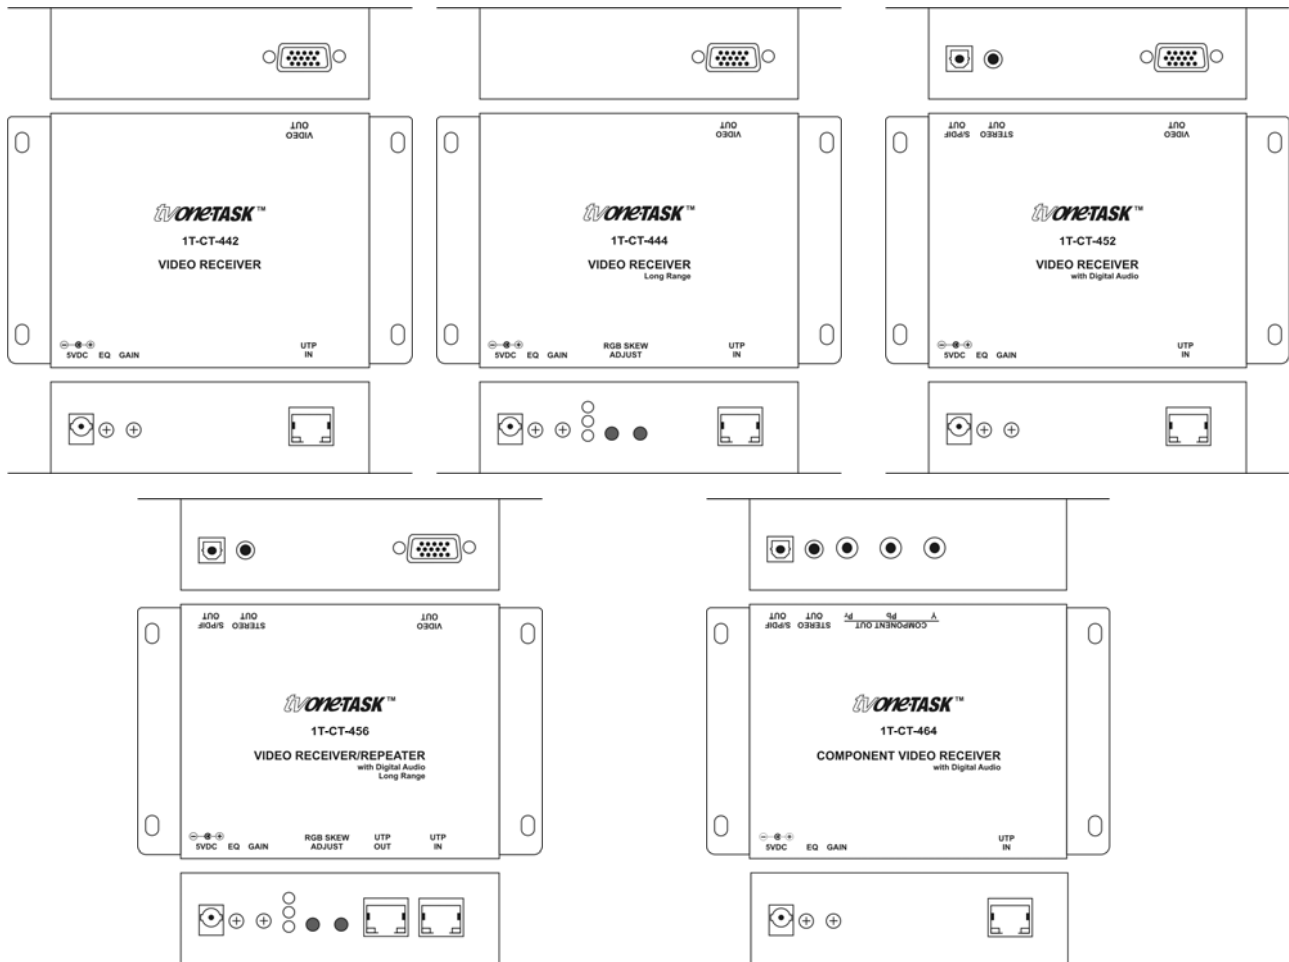 VIDEO
OUT
tvone-TASK™
1T-CT-442
VIDEO RECEIVER
5VDC EQ GAIN
UTP
IN
VIDEO
OUT
tvone-TASK™
1T-CT-444
VIDEO RECEIVER
Long Range
5VDC EQ GAIN
RGB SKEW
ADJUST
UTP
IN
S/PDIF
OUT
STEREO
OUT
VIDEO
OUT
tvone-TASK™
1T-CT-452
VIDEO RECEIVER
with Digital Audio
5VDC EQ GAIN
UTP
IN
S/PDIF
OUT
STEREO
OUT
VIDEO
OUT
tvone-TASK™
1T-CT-456
VIDEO RECEIVER/REPEATER
with Digital Audio
Long Range
5VDC EQ GAIN
RGB SKEW
ADJUST
UTP
OUT
UTP
IN
S/PDIF
OUT
STEREO
OUT
COMPONENT OUT
Pr Pb Y
tvone-TASK™
1T-CT-464
COMPONENT VIDEO RECEIVER
with Digital Audio
5VDC EQ GAIN
UTP
IN